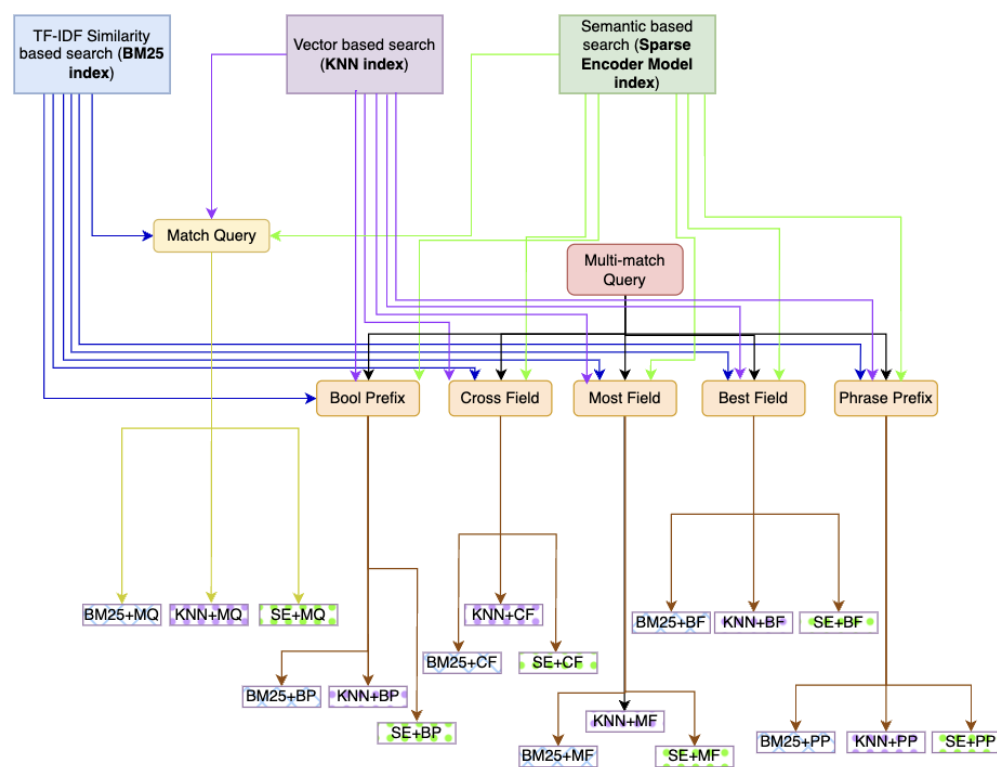 TF-IDF Similarity
based search (BM25
index)
Vector based search
(KNN index)
Semantic based
search (Sparse
Encoder Model
index)
Match Query
Multi-match
Query
Bool Prefix
Cross Field
Most Field
Best Field
Phrase Prefix
BM25+MQ
KNN+MQ
SE+MQ
KNN+CF
BM25+BF
KNN+BF
SE+BF
BM25+CF
SE+CF
BM25+BP
KNN+BP
SE+BP
KNN+MF
BM25+MF
SE+MF
BM25+PP
KNN+PP
SE+PP